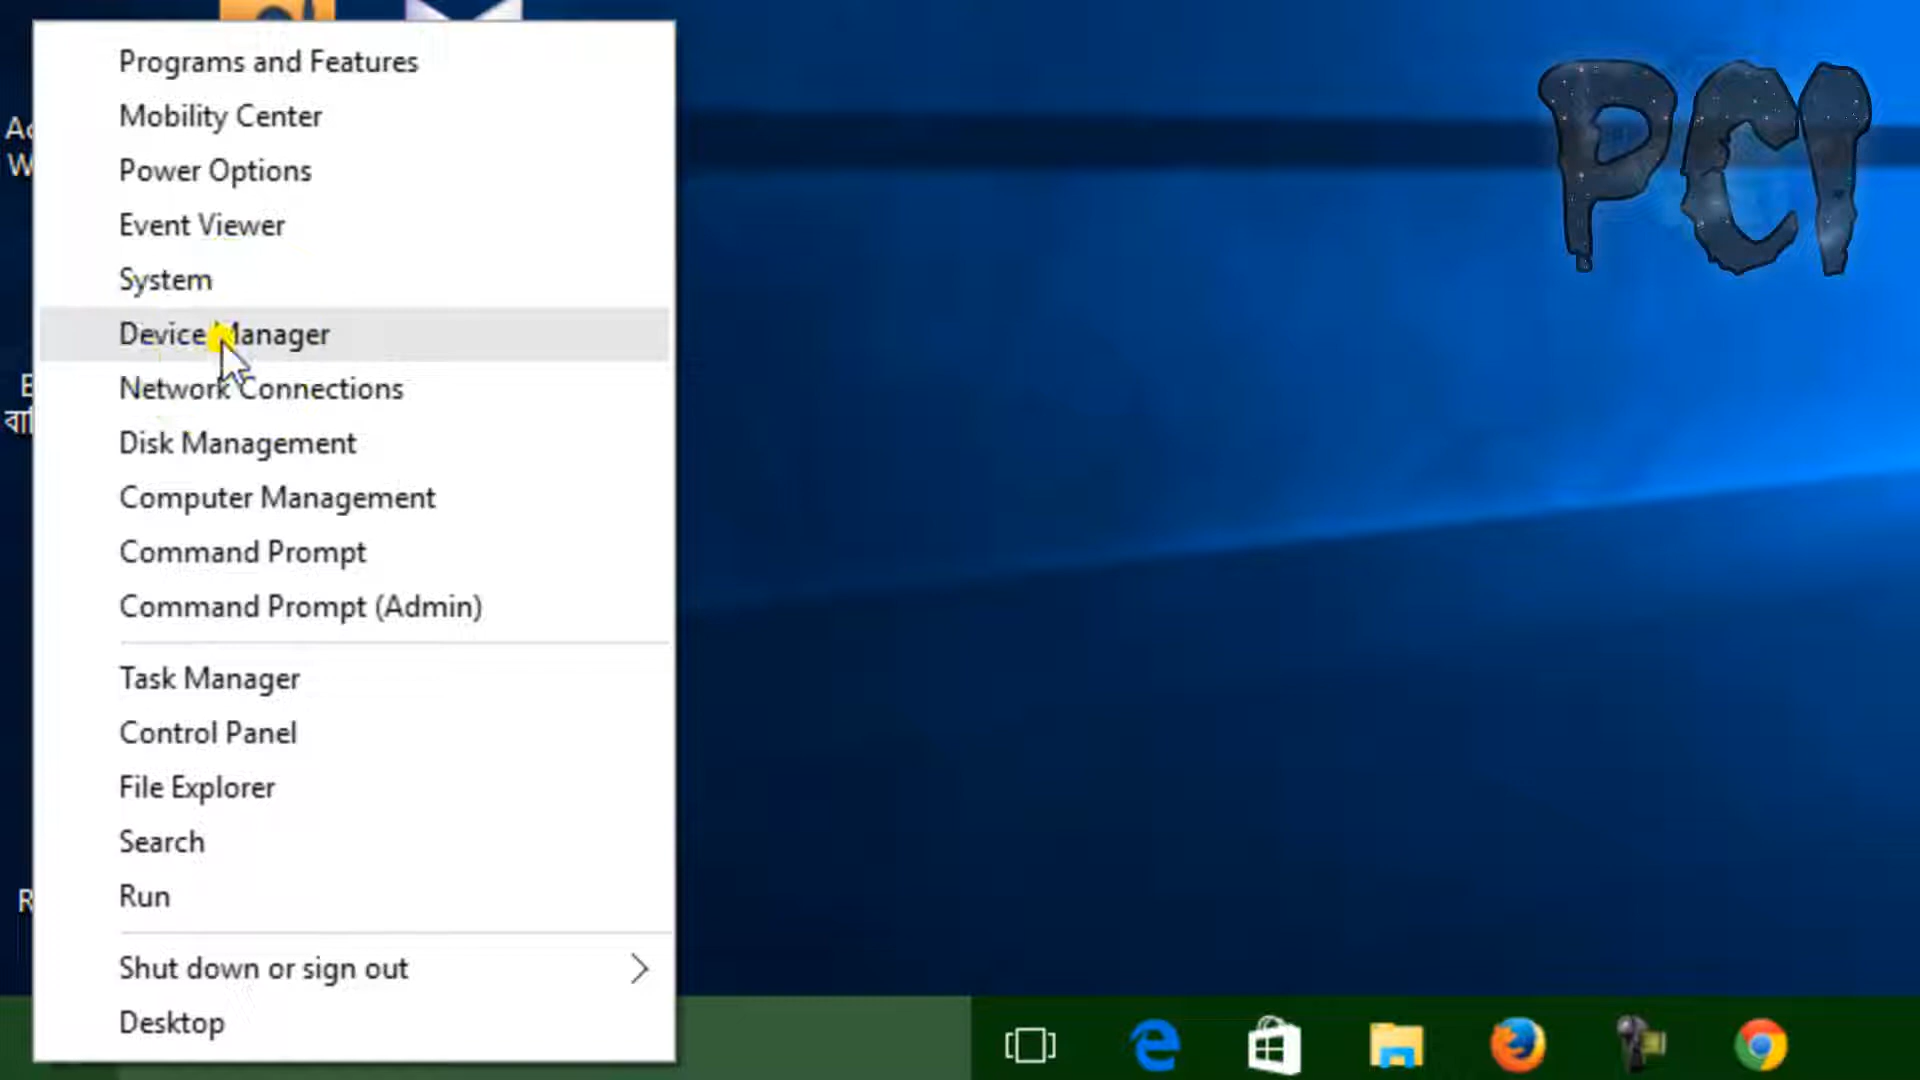 Programs and Features
Mobility Center
Power Options
Event Viewer
System
Device Manager
Network Connections
Disk Management
Computer Management
Command Prompt
Command Prompt (Admin)
Task Manager
Control Panel
File Explorer
Search
Run
Shut down or sign out
Desktop
PCI